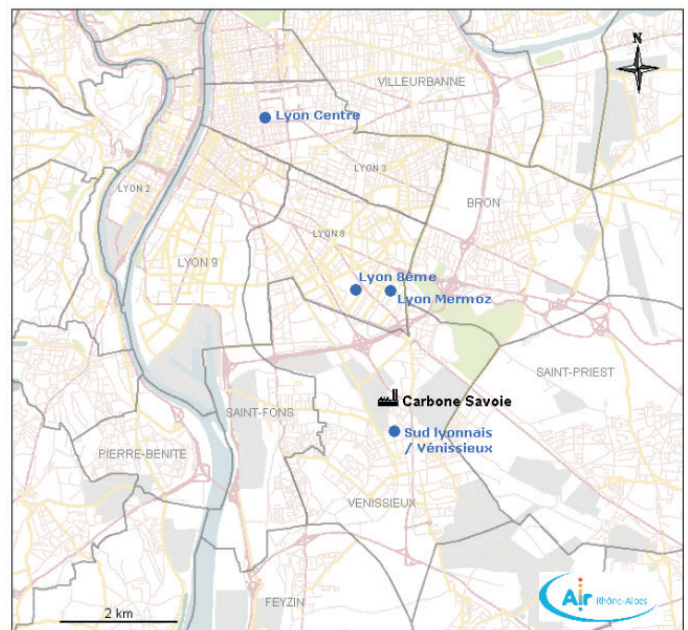 N
VILLEURBANNE
Lyon Centre
LYON 3
LYON 2
BRON
LYON 8
LYON 9
Lyon 8ème
Lyon Mermoz
SAINT-PRIEST
Carbone Savoie
SAINT-FONS
Sud lyonnais
/ Vénissieux
PIERRE-BENITE
VENISSIEUX
FEYZIN
2 km
Air Rhône-Alpes